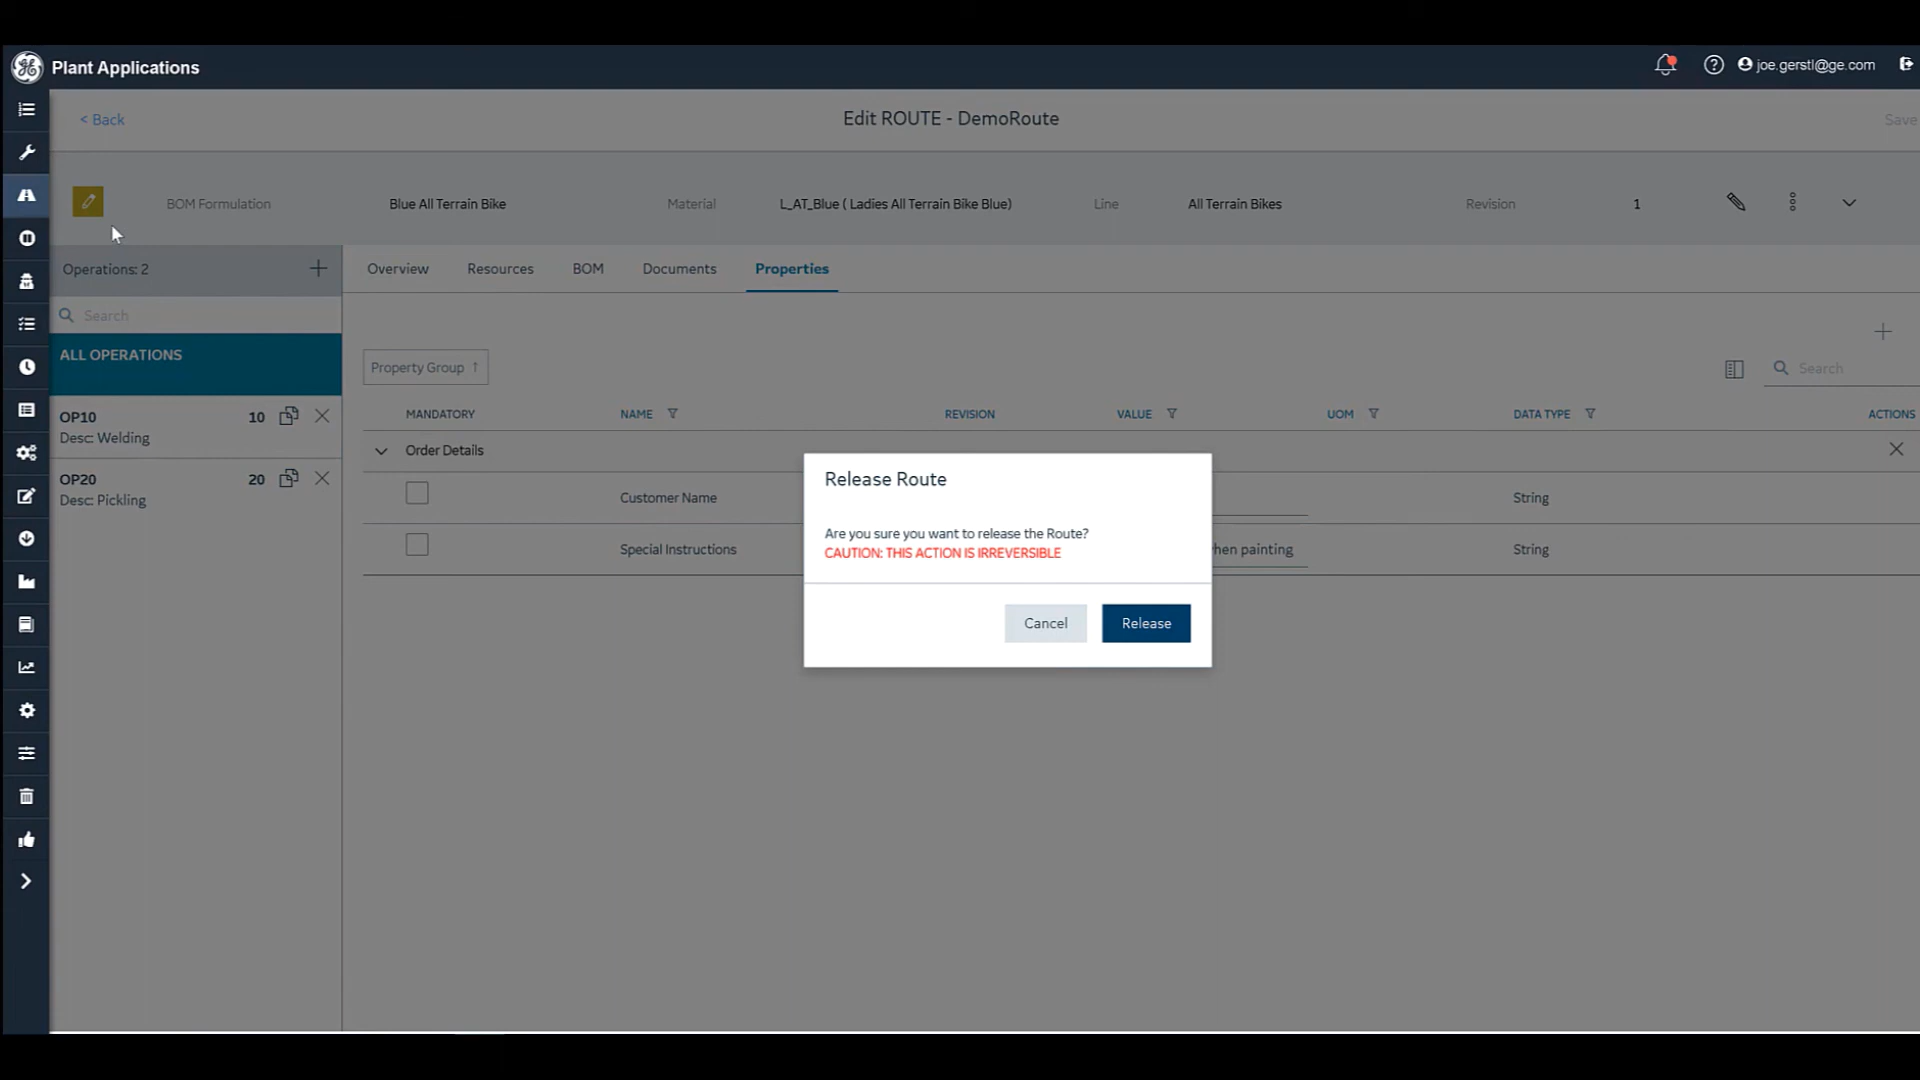 Plant Applications
joe.gerstl@ge.com
< Back
Edit ROUTE - DemoRoute
Save
BOM Formulation
Blue All Terrain Bike
Material
L_AT_Blue ( Ladies All Terrain Bike Blue)
Line
All Terrain Bikes
Revision
1
Operations: 2
Search
ALL OPERATIONS
OP10
10
Desc: Welding
OP20
20
Desc: Pickling
Overview
Resources
BOM
Documents
Properties
Property Group ↑
Search
MANDATORY
NAME
REVISION
VALUE
UOM
DATA TYPE
ACTIONS
Order Details
Customer Name
String
Special Instructions
painting
String
Release Route
Are you sure you want to release the Route?
CAUTION: THIS ACTION IS IRREVERSIBLE
Cancel
Release